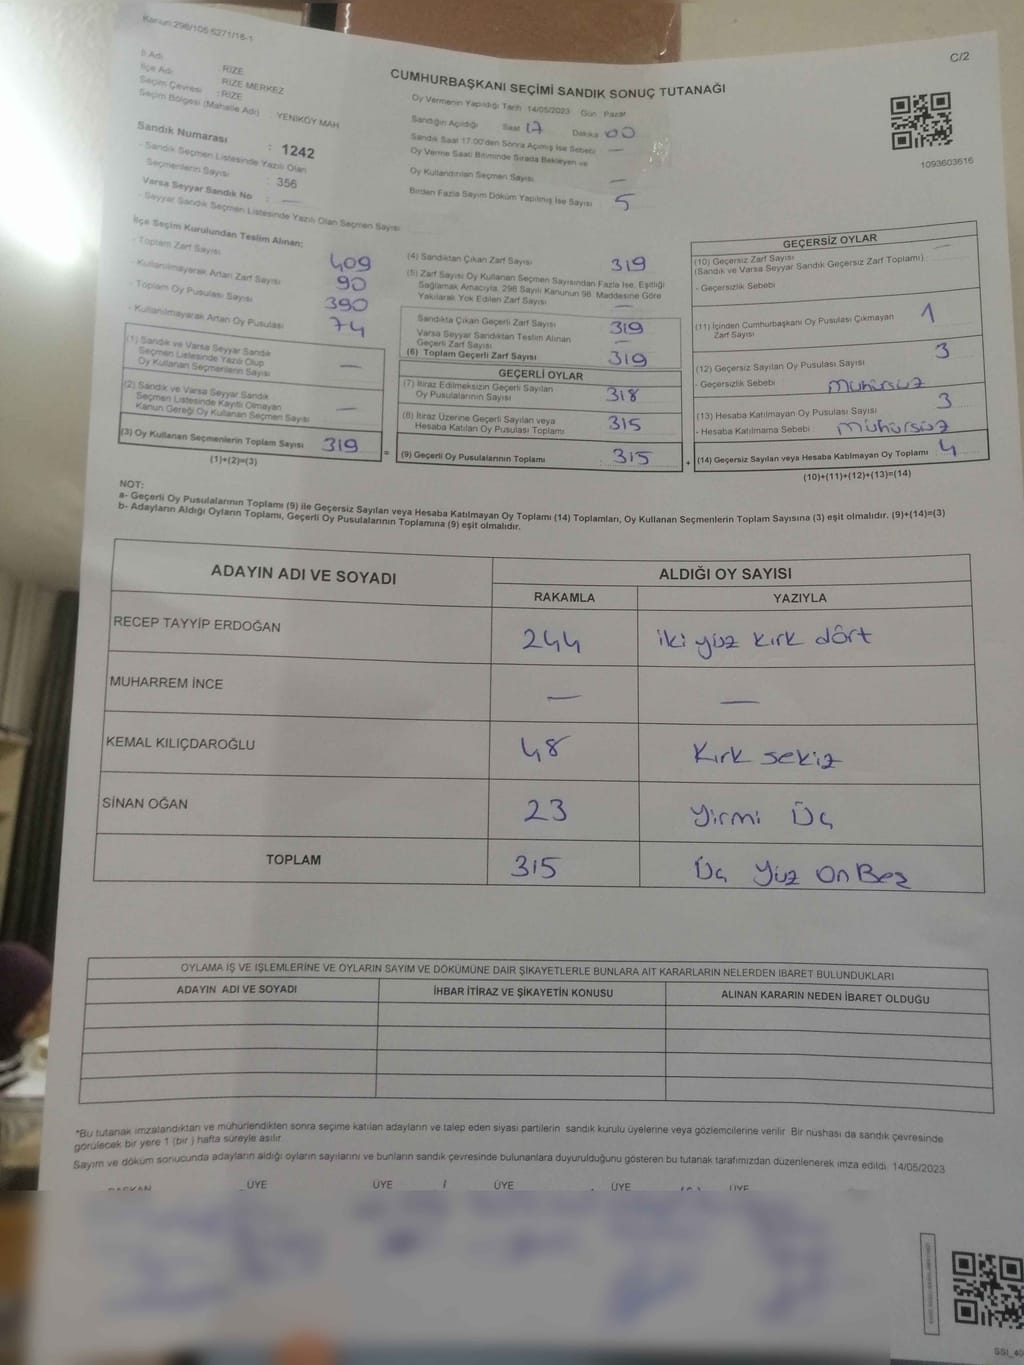 Kanun:298/105 6271/18-1
C/2
CUMHURBAŞKANI SEÇİMİ SANDIK SONUÇ TUTANAĞI
İl Adı : RİZE
İlçe Adı : RİZE MERKEZ
Seçim Çevresi : RİZE
Seçim Bölgesi (Mahalle Adı) : YENİKÖY MAH
Sandık Numarası : 1242
- Sandık Seçmen Listesinde Yazılı Olan
Seçmenlerin Sayısı : 356
Varsa Seyyar Sandık No : —
- Seyyar Sandık Seçmen Listesinde Yazılı Olan Seçmen Sayısı
Oy Vermenin Yapıldığı Tarih 14/05/2023 Gün Pazar
Sandığın Açıldığı Saat 17 Dakika 00
Sandık Saat 17.00'den Sonra Açılmış İse Sebebi —
Oy Verme Saati Bitiminde Sırada Bekleyen ve
Oy Kullandırılan Seçmen Sayısı —
Birden Fazla Sayım Döküm Yapılmış İse Sayısı 5
1093603616
İlçe Seçim Kurulundan Teslim Alınan;
- Toplam Zarf Sayısı 409
- Kullanılmayarak Artan Zarf Sayısı 90
- Toplam Oy Pusulası Sayısı 390
- Kullanılmayarak Artan Oy Pusulası 74
(1) Sandık ve Varsa Seyyar Sandık
Seçmen Listesinde Yazılı Olup
Oy Kullanan Seçmenlerin Sayısı —
(2) Sandık ve Varsa Seyyar Sandık
Seçmen Listesinde Kayıtlı Olmayan
Kanun Gereği Oy Kullanan Seçmen Sayısı —
(3) Oy Kullanan Seçmenlerin Toplam Sayısı 319
(1)+(2)=(3)
(4) Sandıktan Çıkan Zarf Sayısı 319
(5) Zarf Sayısı Oy Kullanan Seçmen Sayısından Fazla İse, Eşitliği
Sağlamak Amacıyla, 298 Sayılı Kanunun 98. Maddesine Göre
Yakılarak Yok Edilen Zarf Sayısı —
Sandıkta Çıkan Geçerli Zarf Sayısı 319
Varsa Seyyar Sandıktan Teslim Alınan
Geçerli Zarf Sayısı —
(6) Toplam Geçerli Zarf Sayısı 319
GEÇERLİ OYLAR
(7) İtiraz Edilmeksizin Geçerli Sayılan
Oy Pusulalarının Sayısı 318
(8) İtiraz Üzerine Geçerli Sayılan veya
Hesaba Katılan Oy Pusulası Toplamı 315
= (9) Geçerli Oy Pusulalarının Toplamı 315 +
GEÇERSİZ OYLAR
(10) Geçersiz Zarf Sayısı —
(Sandık ve Varsa Seyyar Sandık Geçersiz Zarf Toplamı)
- Geçersizlik Sebebi
(11) İçinden Cumhurbaşkanı Oy Pusulası Çıkmayan
Zarf Sayısı 1
(12) Geçersiz Sayılan Oy Pusulası Sayısı 3
- Geçersizlik Sebebi mühürsüz
(13) Hesaba Katılmayan Oy Pusulası Sayısı 3
- Hesaba Katılmama Sebebi mühürsüz
(14) Geçersiz Sayılan veya Hesaba Katılmayan Oy Toplamı 4
(10)+(11)+(12)+(13)=(14)
NOT:
a- Geçerli Oy Pusulalarının Toplamı (9) ile Geçersiz Sayılan veya Hesaba Katılmayan Oy Toplamı (14) Toplamları, Oy Kullanan Seçmenlerin Toplam Sayısına (3) eşit olmalıdır. (9)+(14)=(3)
b- Adayların Aldığı Oyların Toplamı, Geçerli Oy Pusulalarının Toplamına (9) eşit olmalıdır.
ADAYIN ADI VE SOYADI ALDIĞI OY SAYISI
RAKAMLA YAZIYLA
RECEP TAYYİP ERDOĞAN 244 iki yüz kırk dört
MUHARREM İNCE — —
KEMAL KILIÇDAROĞLU 48 Kırk sekiz
SİNAN OĞAN 23 Yirmi Üç
TOPLAM 315 Üç Yüz On Beş
OYLAMA İŞ VE İŞLEMLERİNE VE OYLARIN SAYIM VE DÖKÜMÜNE DAİR ŞİKAYETLERLE BUNLARA AİT KARARLARIN NELERDEN İBARET BULUNDUKLARI
ADAYIN ADI VE SOYADI İHBAR İTİRAZ VE ŞİKAYETİN KONUSU ALINAN KARARIN NEDEN İBARET OLDUĞU
*Bu tutanak imzalandıktan ve mühürlendikten sonra seçime katılan adayların ve talep eden siyasi partilerin sandık kurulu üyelerine veya gözlemcilerine verilir. Bir nüshası da sandık çevresinde
görülecek bir yere 1 (bir ) hafta süreyle asılır.
Sayım ve döküm sonucunda adayların aldığı oyların sayılarını ve bunların sandık çevresinde bulunanlara duyurulduğunu gösteren bu tutanak tarafımızdan düzenlenerek imza edildi. 14/05/2023
BAŞKAN ÜYE ÜYE ÜYE ÜYE ÜYE